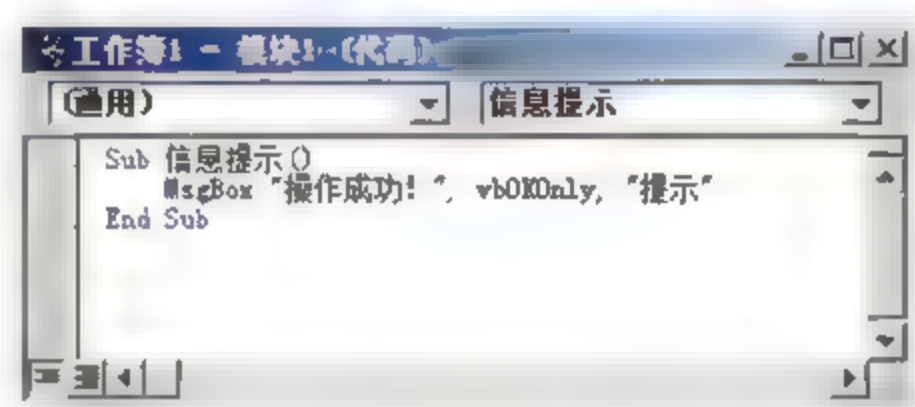 工作簿1 - 模块1 (代码)
(通用)
信息提示
Sub 信息提示()
MsgBox "操作成功! ", vbOKOnly, "提示"
End Sub